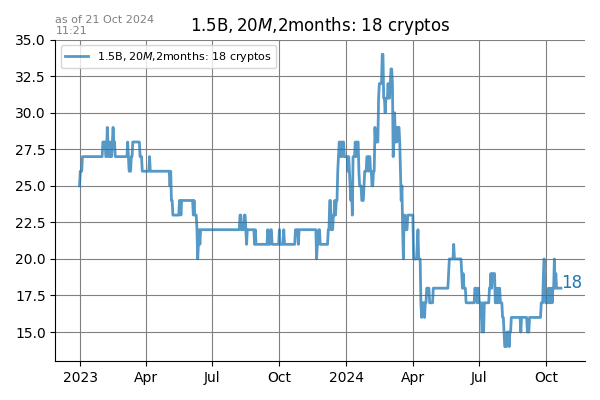 as of 21 Oct 2024
11:21
1.5B, 20M,2months: 18 cryptos
1.5B, 20M,2months: 18 cryptos
35.0
32.5
30.0
27.5
25.0
22.5
20.0
17.5
15.0
18
2023 Apr Jul Oct 2024 Apr Jul Oct